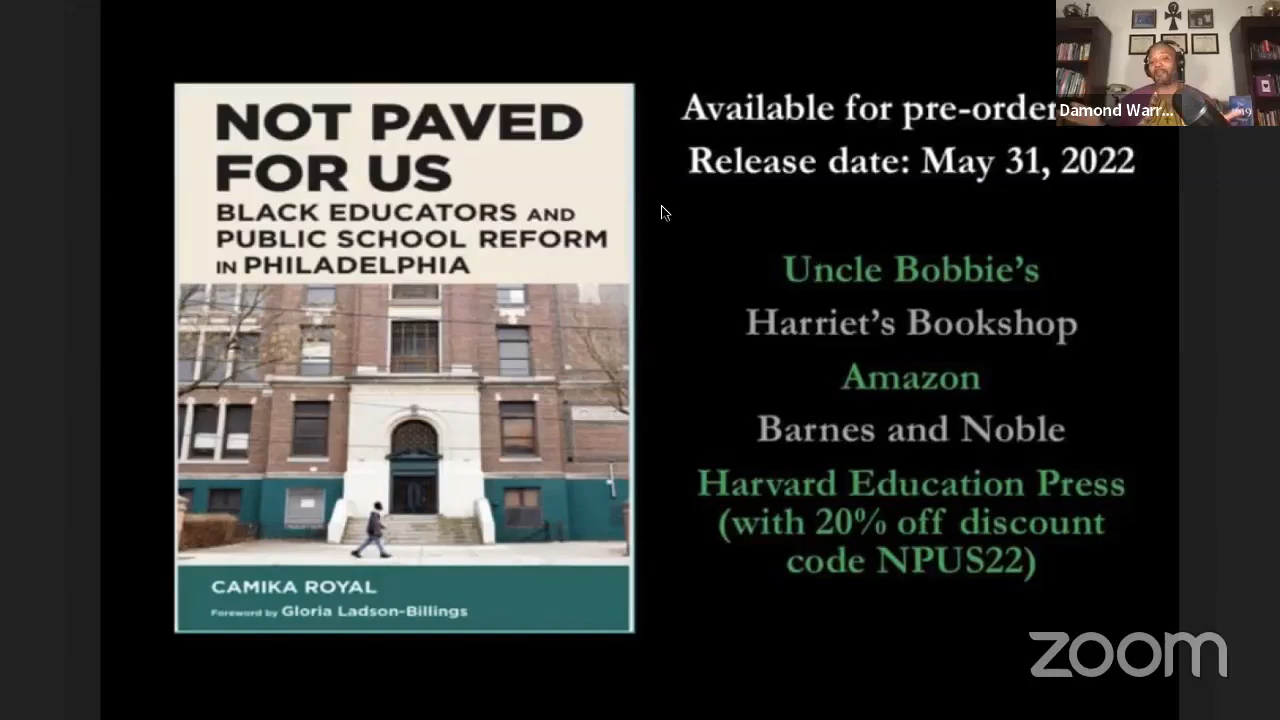 NOT PAVED
FOR US
BLACK EDUCATORS AND
PUBLIC SCHOOL REFORM
IN PHILADELPHIA
CAMIKA ROYAL
Foreword by Gloria Ladson-Billings
Available for pre-order
Release date: May 31, 2022
Uncle Bobbie's
Harriet's Bookshop
Amazon
Barnes and Noble
Harvard Education Press
(with 20% off discount
code NPUS22)
Damond Warr...
zoom